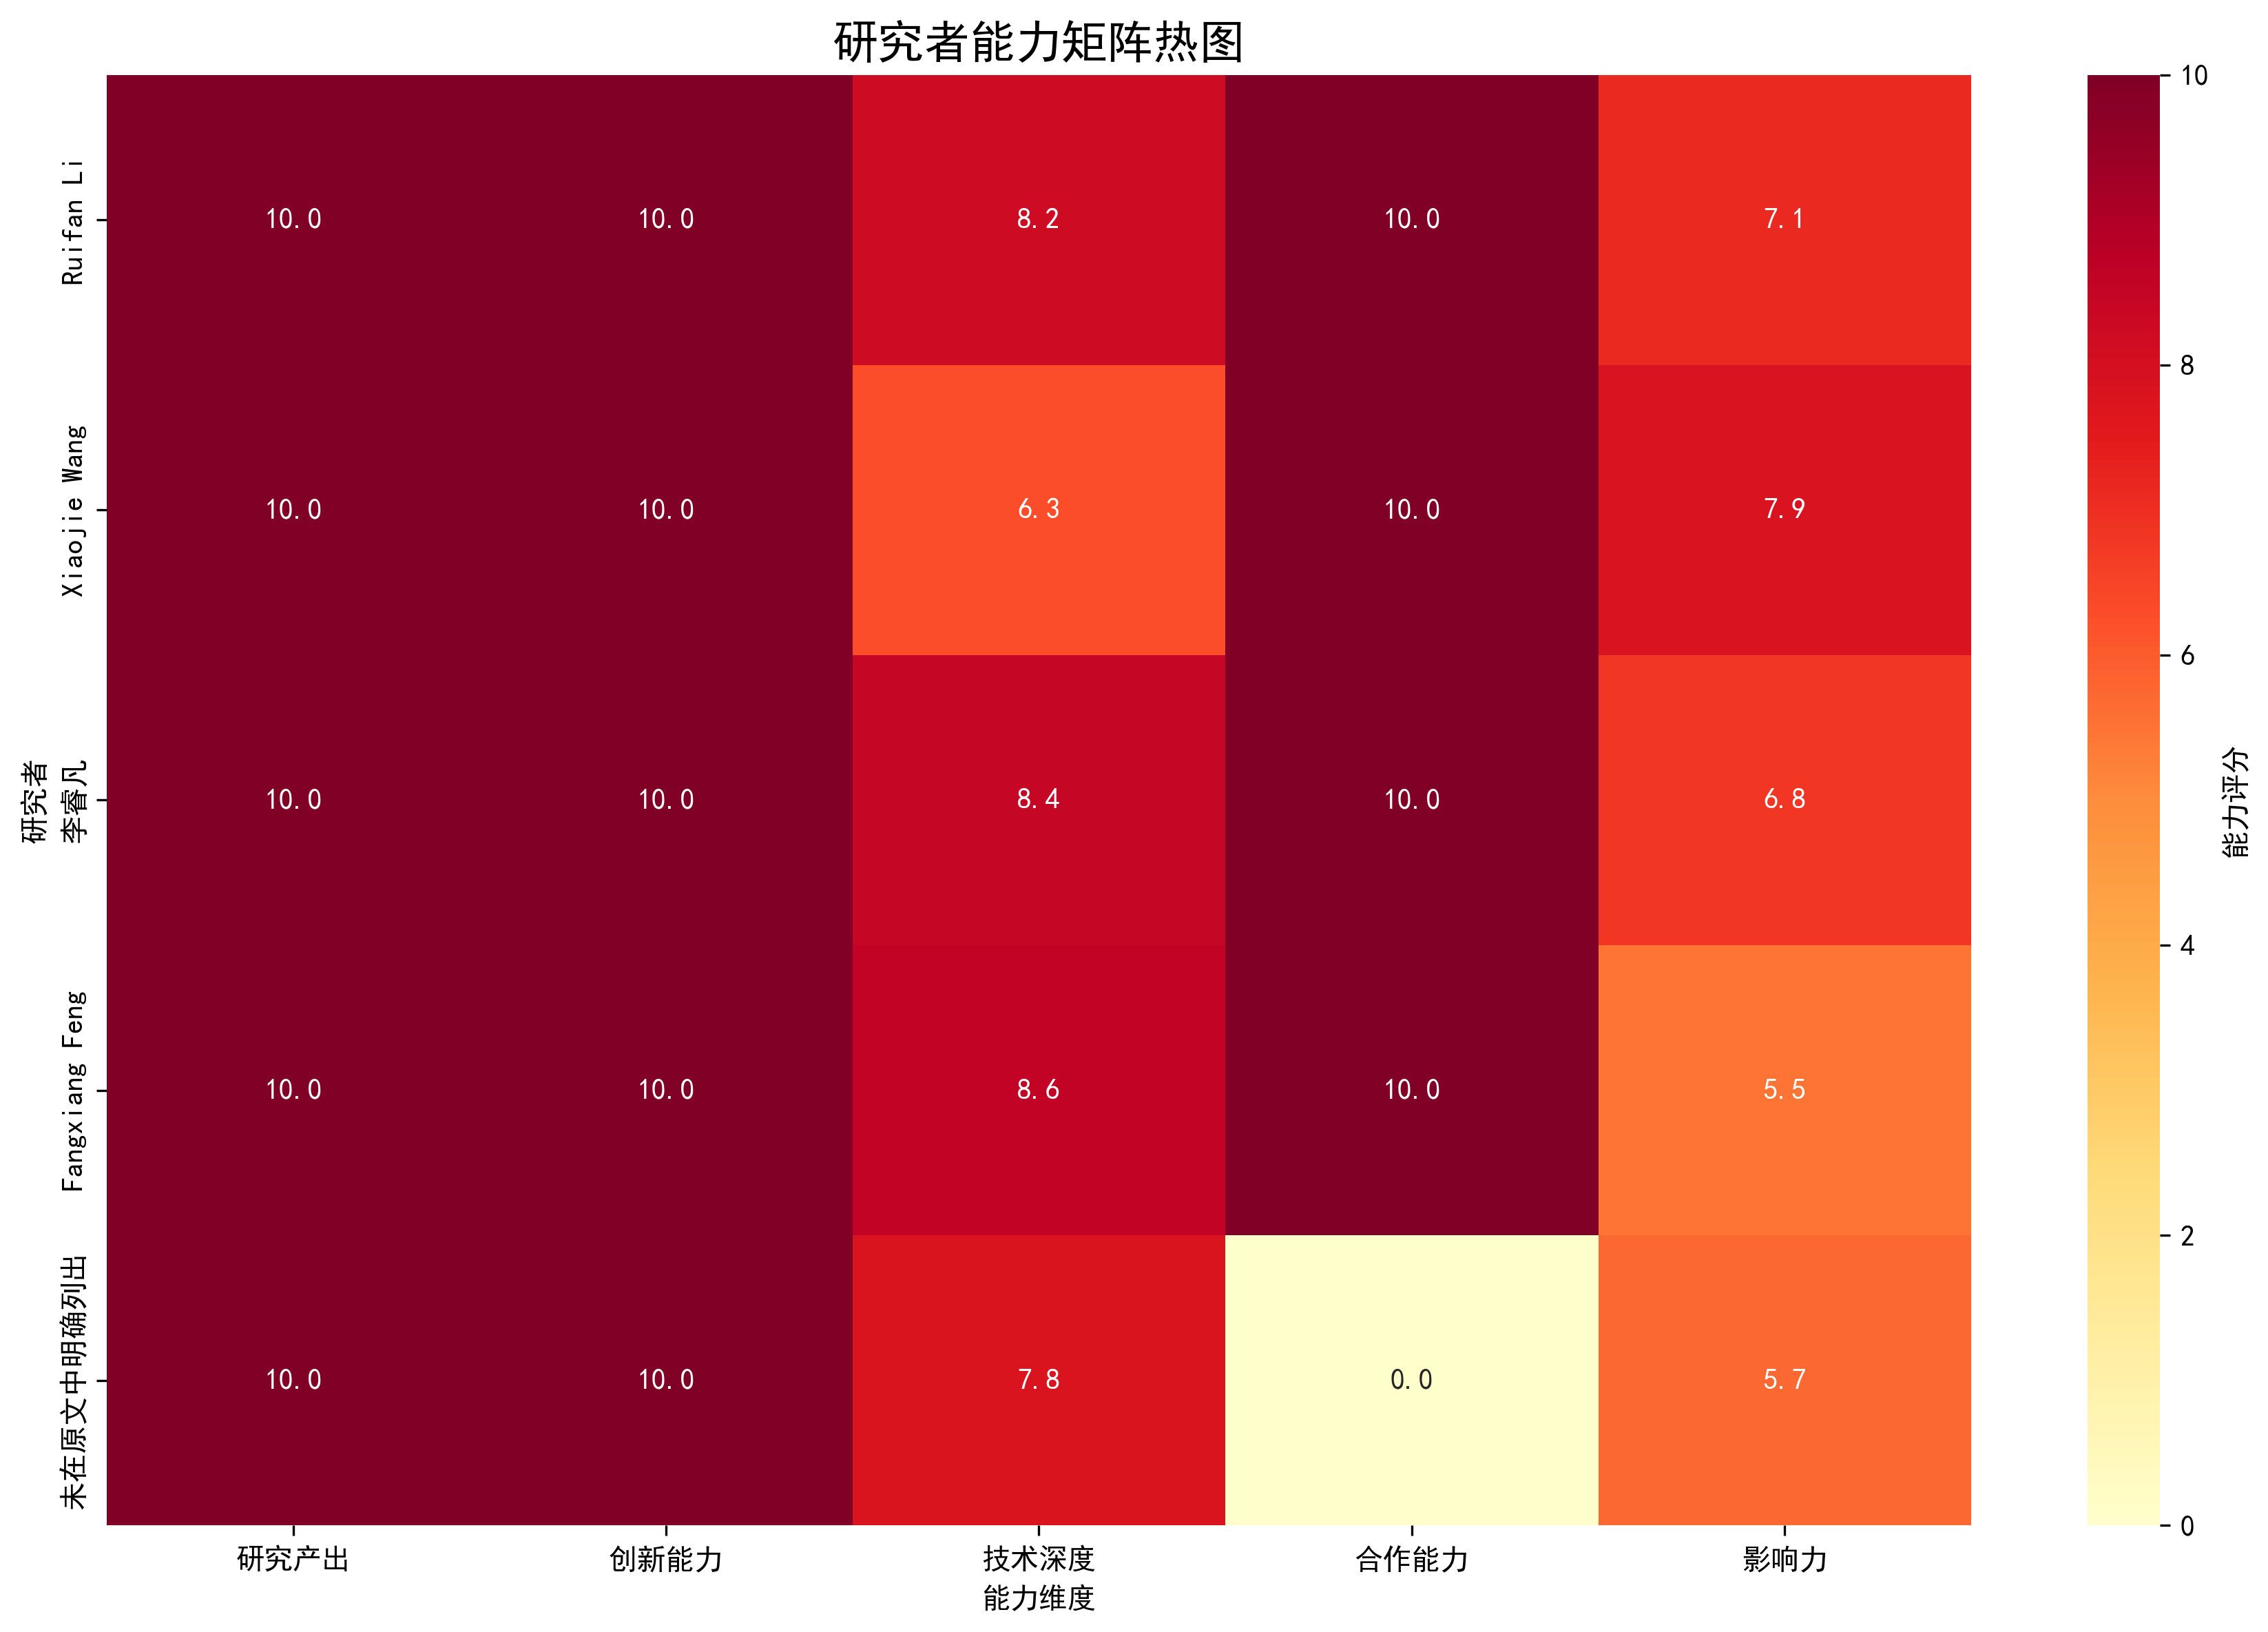 研究者能力矩阵热图
研究者
Ruifan Li
10.0 10.0 8.2 10.0 7.1
Xiaojie Wang
10.0 10.0 6.3 10.0 7.9
李睿凡
10.0 10.0 8.4 10.0 6.8
Fangxiang Feng
10.0 10.0 8.6 10.0 5.5
未在原文中明确列出
10.0 10.0 7.8 0.0 5.7
研究产出 创新能力 技术深度 合作能力 影响力
能力维度
10
8
6
4
2
0
能力评分